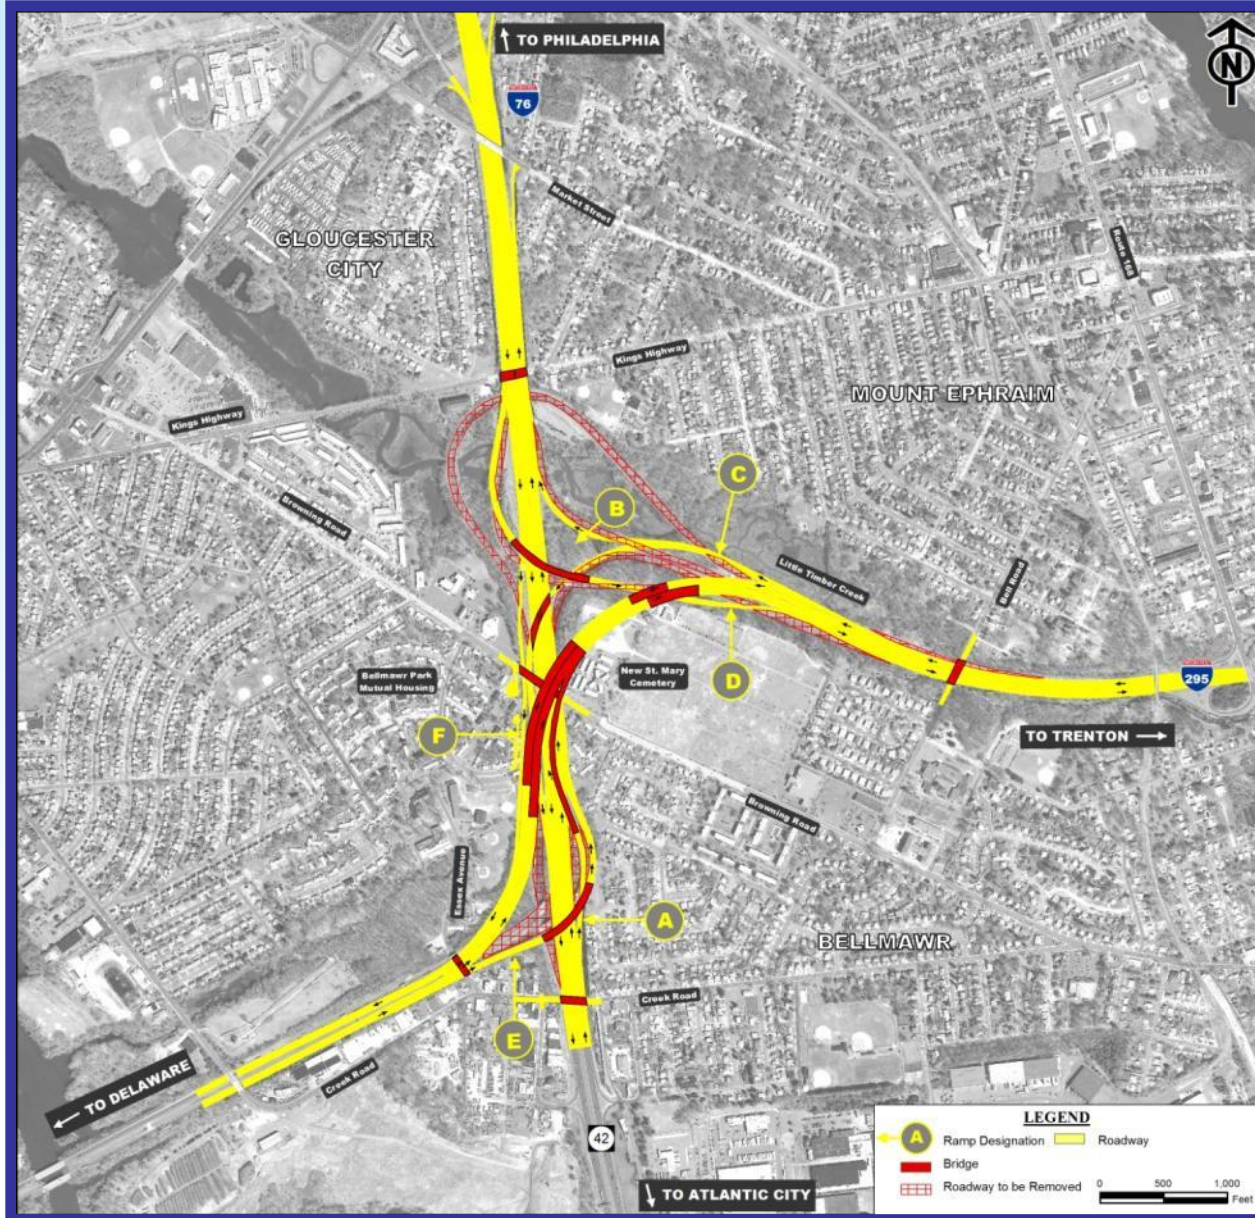 TO PHILADELPHIA
N
76
Market Street
GLOUCESTER
CITY
Route 168
Kings Highway
MOUNT EPHRAIM
Kings Highway
C
B
Browning Road
Little Timber Creek
Bell Road
Bellmawr Park
Mutual Housing
New St. Mary
Cemetery
D
295
F
TO TRENTON
Browning Road
Essex Avenue
A
BELLMAWR
Creek Road
E
Creek Road
TO DELAWARE
42
TO ATLANTIC CITY
LEGEND
A Ramp Designation Roadway
Bridge
Roadway to be Removed
0 500 1,000
Feet